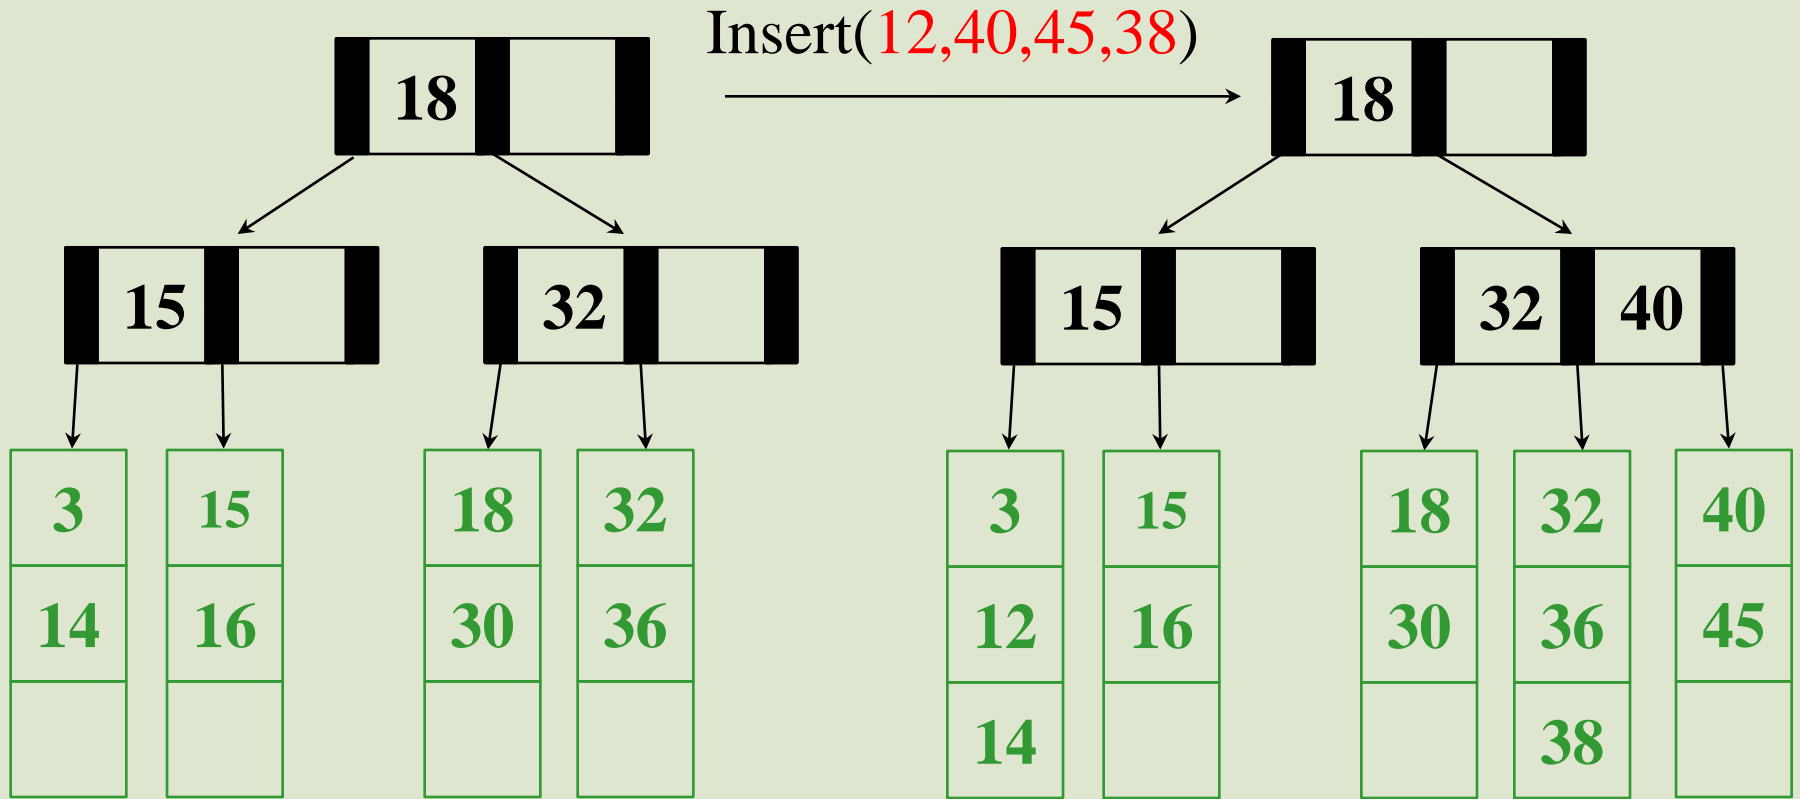 Insert(12,40,45,38)
18 18
15 32 15 32 40
3 15 18 32 3 15 18 32 40
14 16 30 36 12 16 30 36 45
14 38